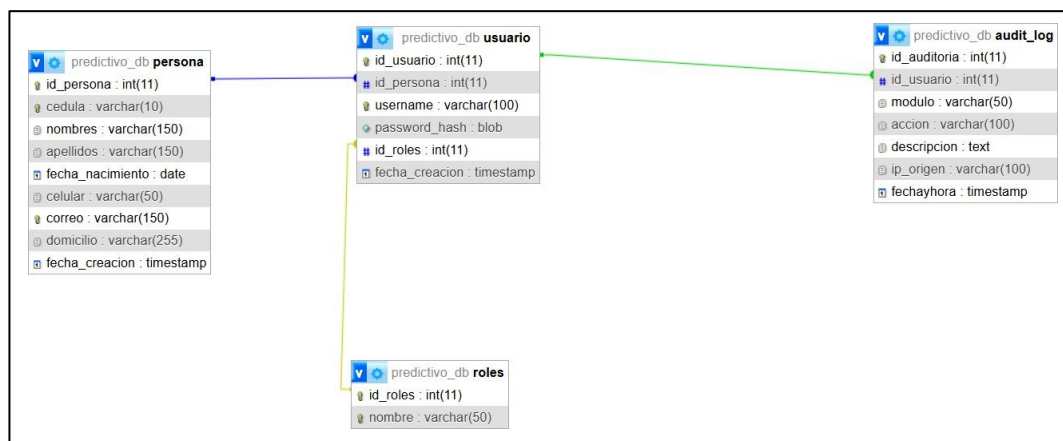 predictivo_db persona
id_persona : int(11)
cedula : varchar(10)
nombres : varchar(150)
apellidos : varchar(150)
fecha_nacimiento : date
celular : varchar(50)
correo : varchar(150)
domicilio : varchar(255)
fecha_creacion : timestamp
predictivo_db usuario
id_usuario : int(11)
id_persona : int(11)
username : varchar(100)
password_hash : blob
id_roles : int(11)
fecha_creacion : timestamp
predictivo_db audit_log
id_auditoria : int(11)
id_usuario : int(11)
modulo : varchar(50)
accion : varchar(100)
descripcion : text
ip_origen : varchar(100)
fechayhora : timestamp
predictivo_db roles
id_roles : int(11)
nombre : varchar(50)